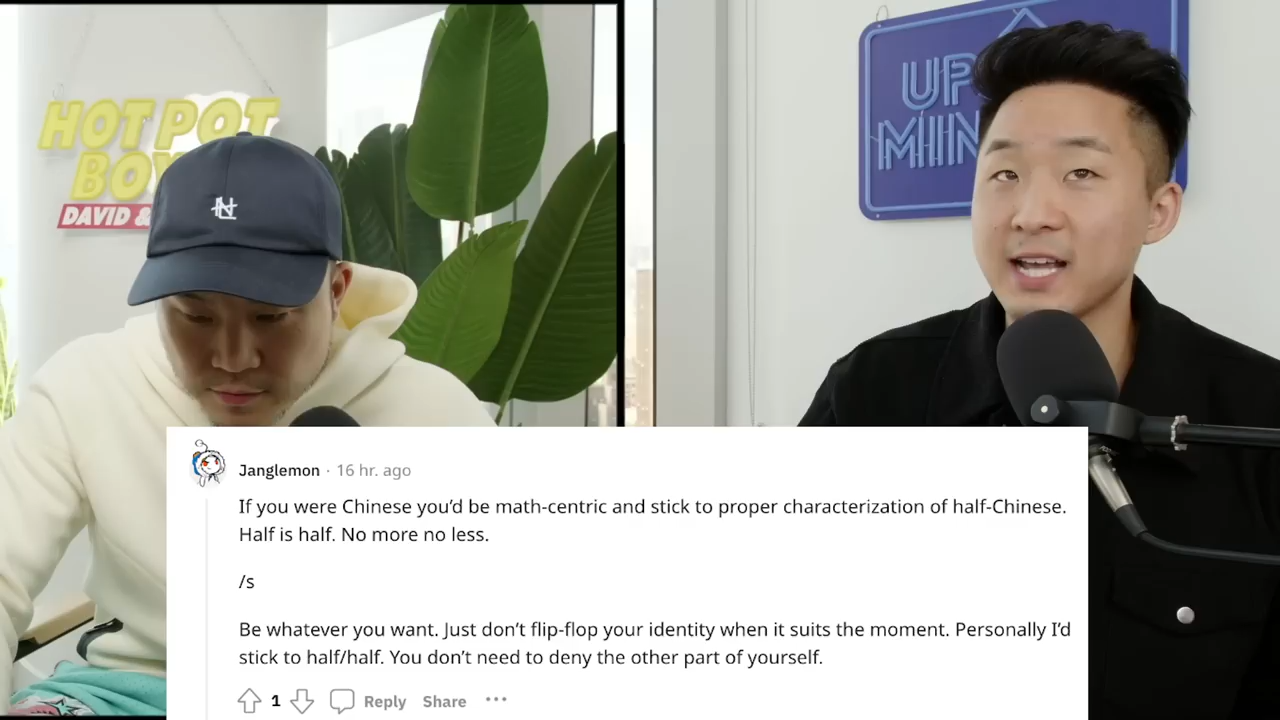 HOT POT
BOY
DAVID &
UP
MIN
Janglemon · 16 hr. ago
If you were Chinese you’d be math-centric and stick to proper characterization of half-Chinese.
Half is half. No more no less.
/s
Be whatever you want. Just don’t flip-flop your identity when it suits the moment. Personally I’d
stick to half/half. You don’t need to deny the other part of yourself.
1 Reply Share ···